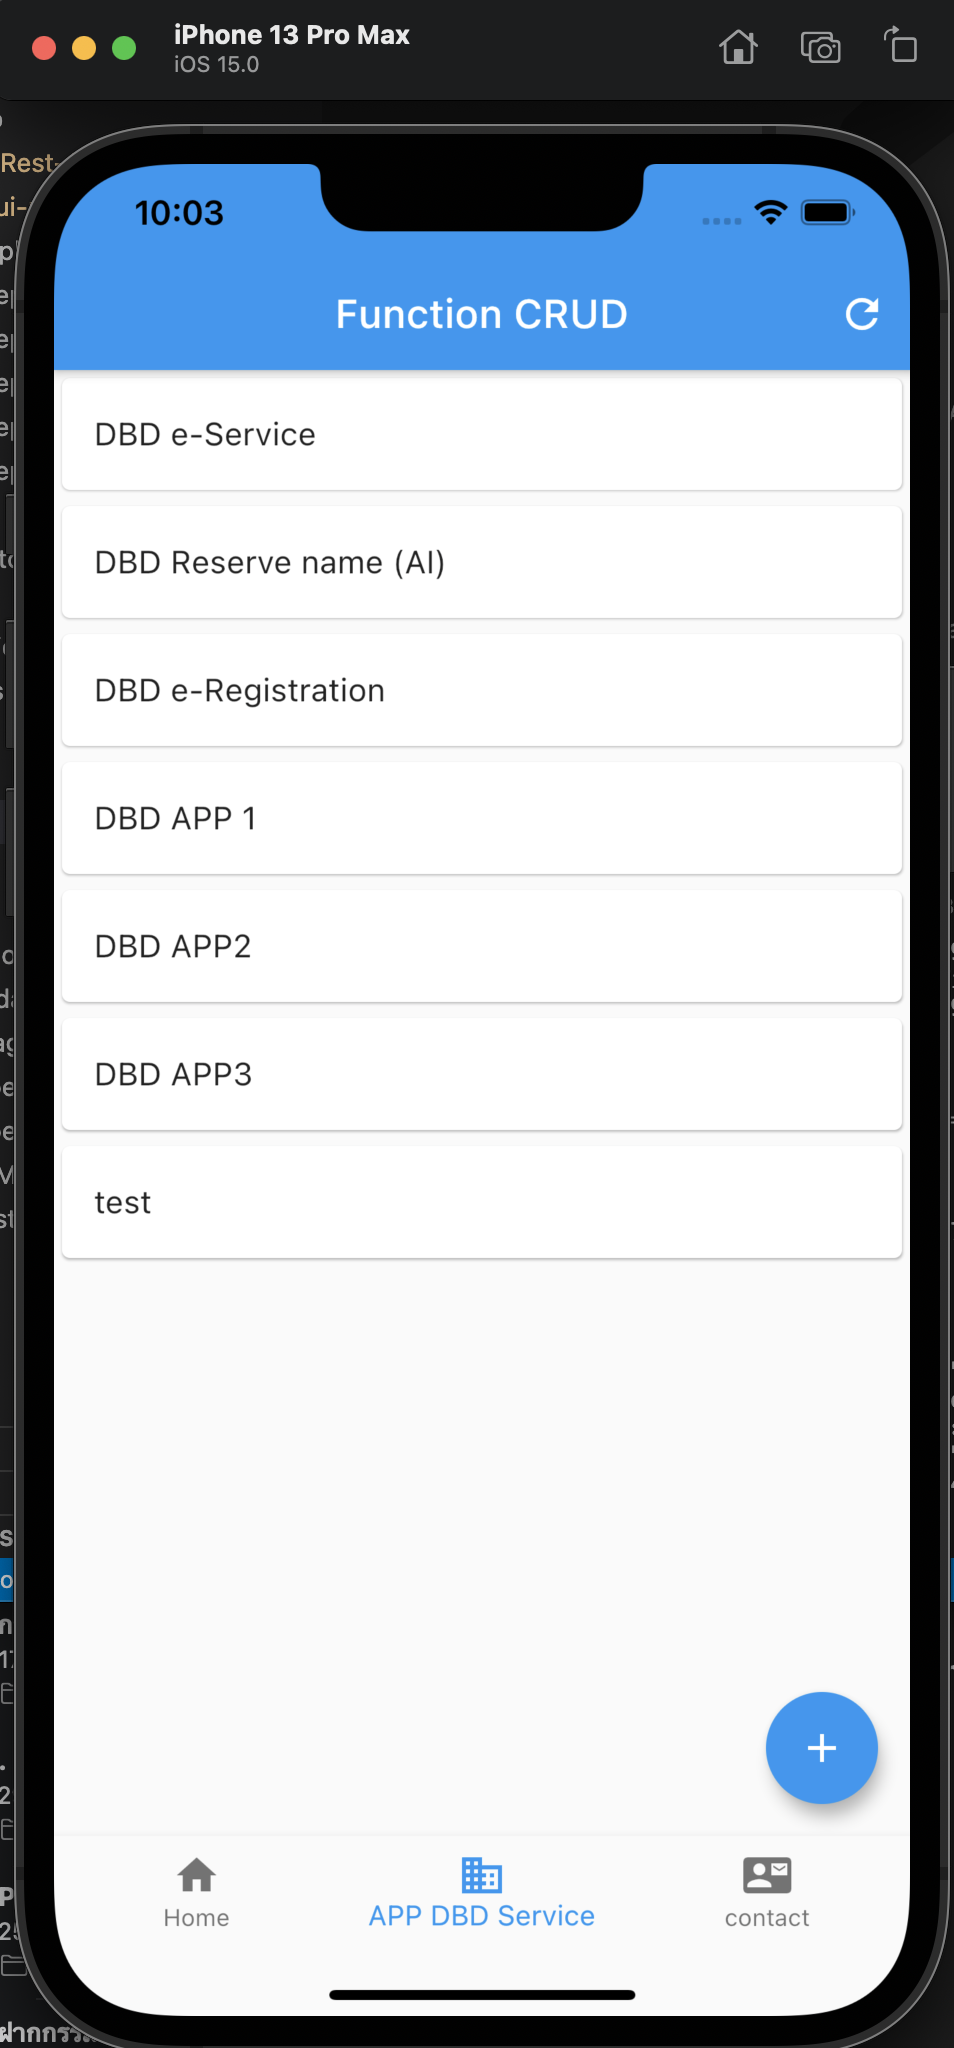 iPhone 13 Pro Max
iOS 15.0
Rest-
10:03
Function CRUD
DBD e-Service
DBD Reserve name (AI)
DBD e-Registration
DBD APP 1
DBD APP2
DBD APP3
test
Home
APP DBD Service
contact